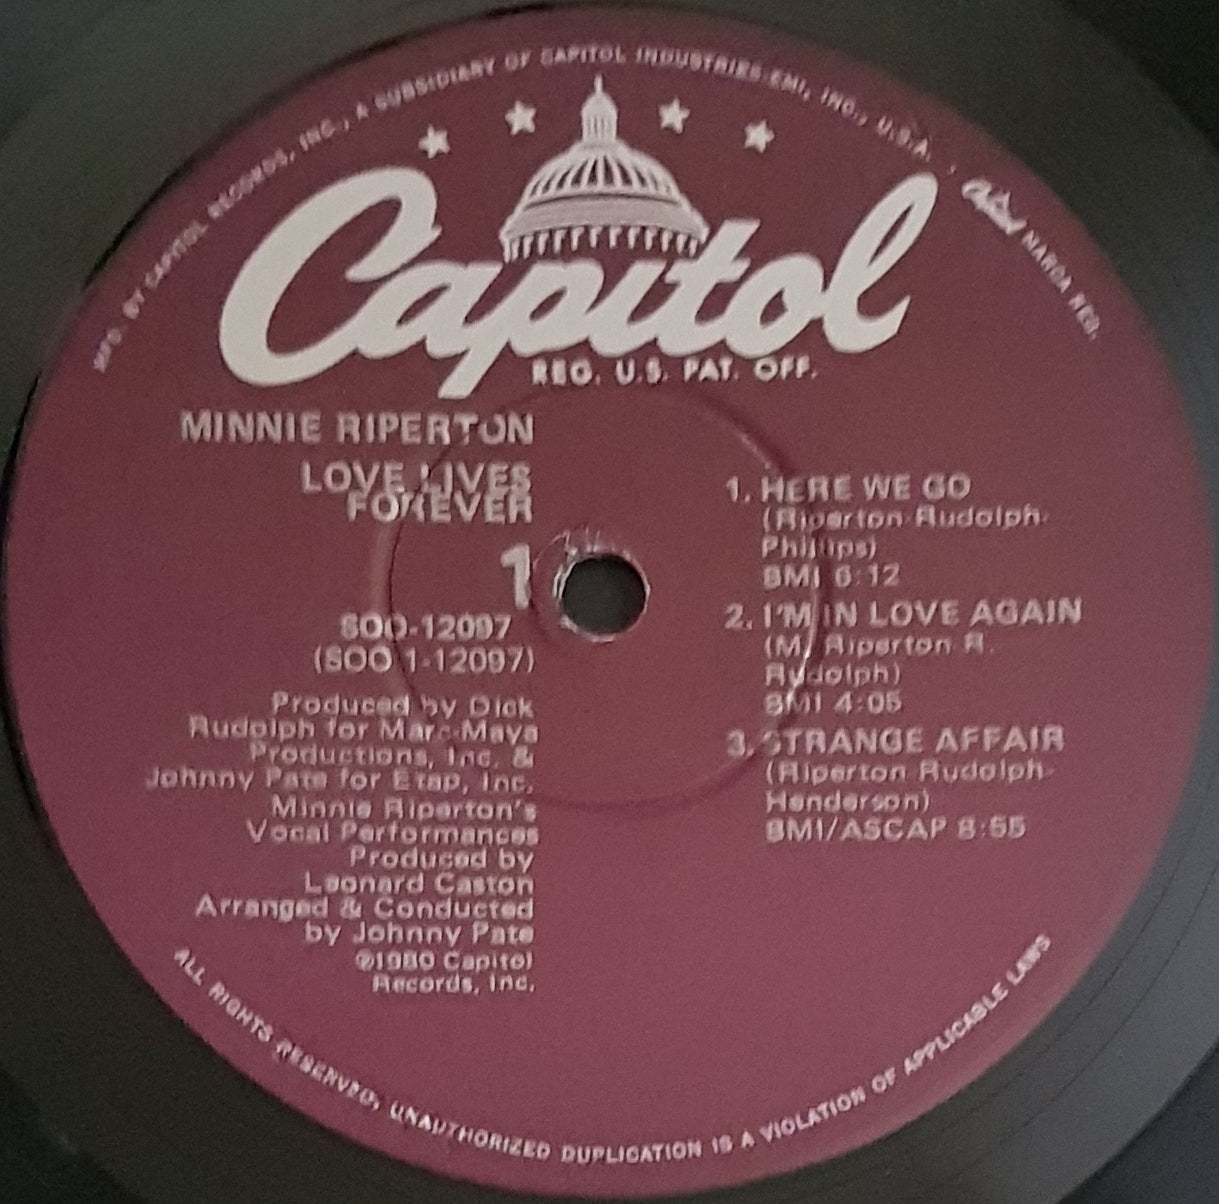 MFG. BY CAPITOL RECORDS, INC., A SUBSIDIARY OF CAPITOL INDUSTRIES-EMI, INC., U.S.A. · Capitol MARCA REG.
Capitol
REG. U.S. PAT. OFF.
MINNIE RIPERTON
LOVE LIVES
FOREVER
1
SOO-12097
(SOO 1-12097)
Produced by Dick
Rudolph for Marc-Maya
Productions, Inc. &
Johnny Pate for Etap, Inc.
Minnie Riperton's
Vocal Performances
Produced by
Leonard Caston
Arranged & Conducted
by Johnny Pate
℗1980 Capitol
Records, Inc.
1. HERE WE GO
(Riperton-Rudolph-
Phillips)
BMI 6:12
2. I'M IN LOVE AGAIN
(M. Riperton-R.
Rudolph)
BMI 4:05
3. STRANGE AFFAIR
(Riperton-Rudolph-
Henderson)
BMI/ASCAP 8:55
ALL RIGHTS RESERVED, UNAUTHORIZED DUPLICATION IS A VIOLATION OF APPLICABLE LAWS